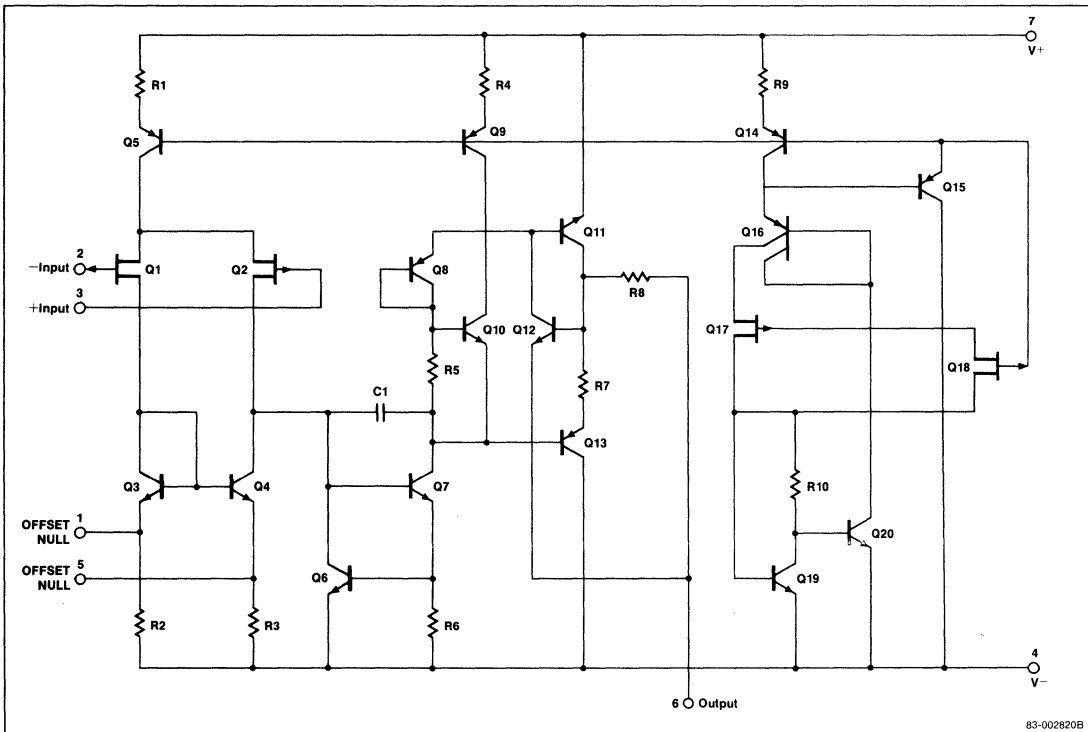 7
V+
R1
R4
R9
Q5
Q9
Q14
Q15
Q11
Q16
2
−Input
Q1
Q2
Q8
3
+Input
R8
Q10
Q12
Q17
Q18
R5
R7
C1
Q13
Q3
Q4
Q7
R10
OFFSET 1
NULL
Q20
OFFSET 5
NULL
Q6
Q19
R2
R3
R6
4
V−
6 Output
83-002820B